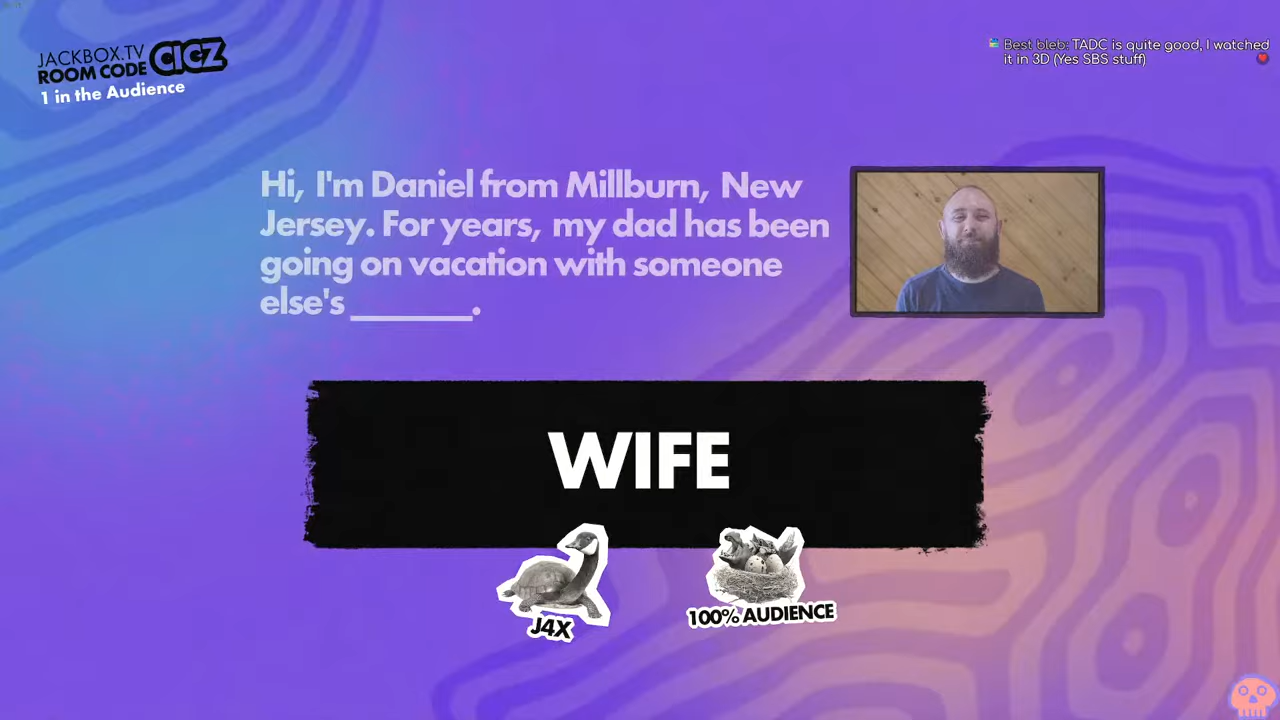 JACKBOX.TV
ROOM CODE CICZ
1 in the Audience
Best bleb: TADC is quite good, I watched
it in 3D (Yes SBS stuff)
Hi, I'm Daniel from Millburn, New
Jersey. For years, my dad has been
going on vacation with someone
else's ______.
WIFE
J4X
100% AUDIENCE